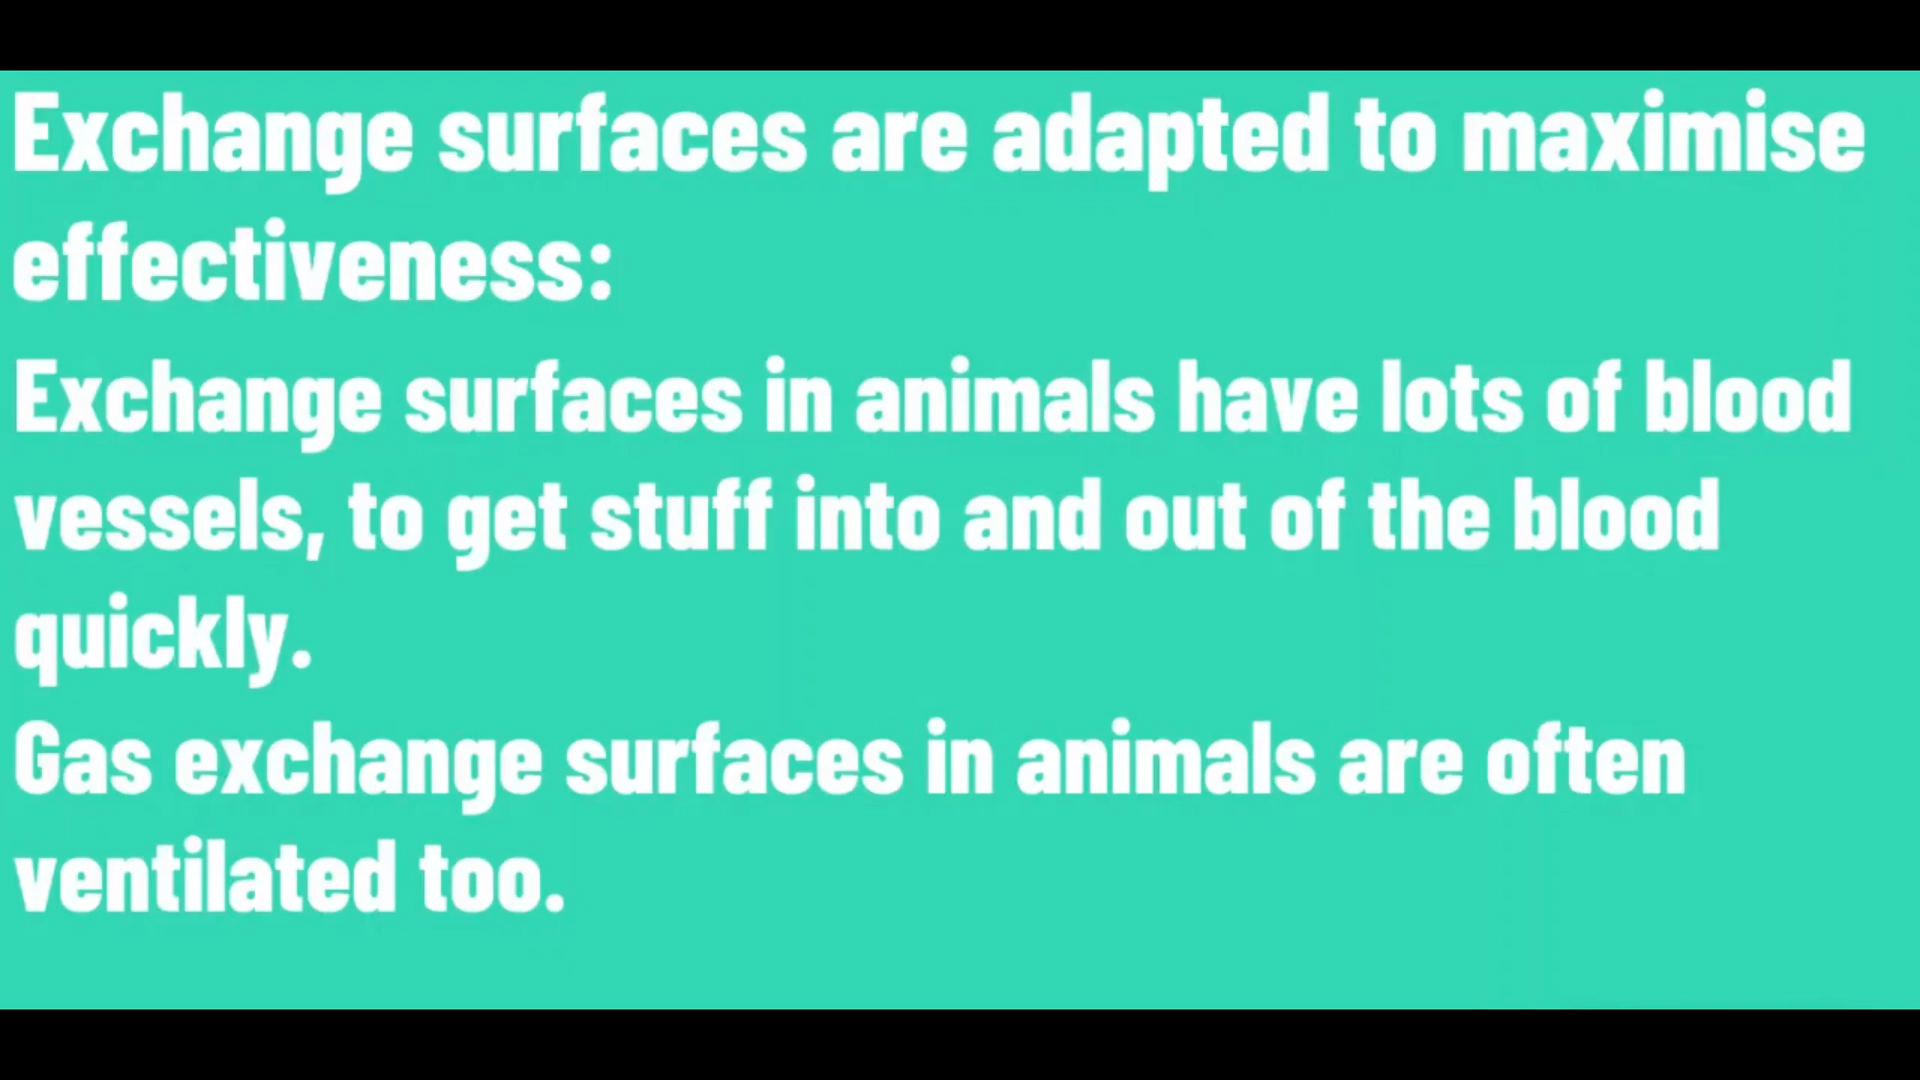 Exchange surfaces are adapted to maximise
effectiveness:
Exchange surfaces in animals have lots of blood
vessels, to get stuff into and out of the blood
quickly.
Gas exchange surfaces in animals are often
ventilated too.